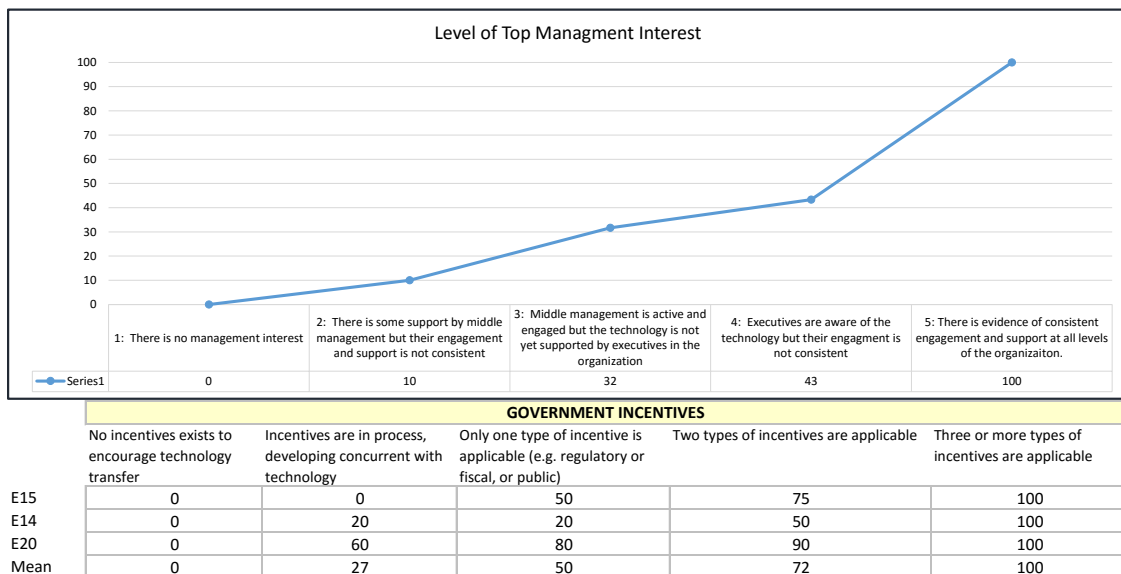 Level of Top Managment Interest
100
90
80
70
60
50
40
30
20
10
0
1: There is no management interest
2: There is some support by middle
management but their engagement
and support is not consistent
3: Middle management is active and
engaged but the technology is not
yet supported by executives in the
organization
4: Executives are aware of the
technology but their engagment is
not consistent
5: There is evidence of consistent
engagement and support at all levels
of the organizaiton.
Series1 0 10 32 43 100
GOVERNMENT INCENTIVES
No incentives exists to
encourage technology
transfer
Incentives are in process,
developing concurrent with
technology
Only one type of incentive is
applicable (e.g. regulatory or
fiscal, or public)
Two types of incentives are applicable
Three or more types of
incentives are applicable
E15 0 0 50 75 100
E14 0 20 20 50 100
E20 0 60 80 90 100
Mean 0 27 50 72 100